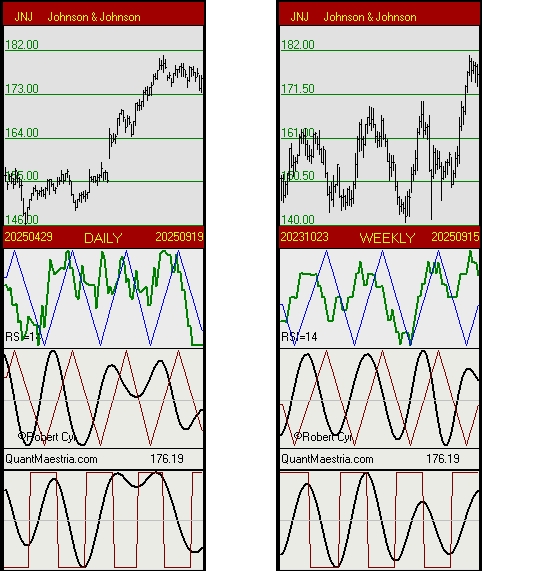 JNJ Johnson & Johnson
182.00
173.00
164.00
155.00
146.00
20250429 DAILY 20250919
©Robert Cyr
QuantMaestria.com 176.19
JNJ Johnson & Johnson
182.00
171.50
161.00
150.50
140.00
20231023 WEEKLY 20250915
RSI=14
©Robert Cyr
QuantMaestria.com 176.19